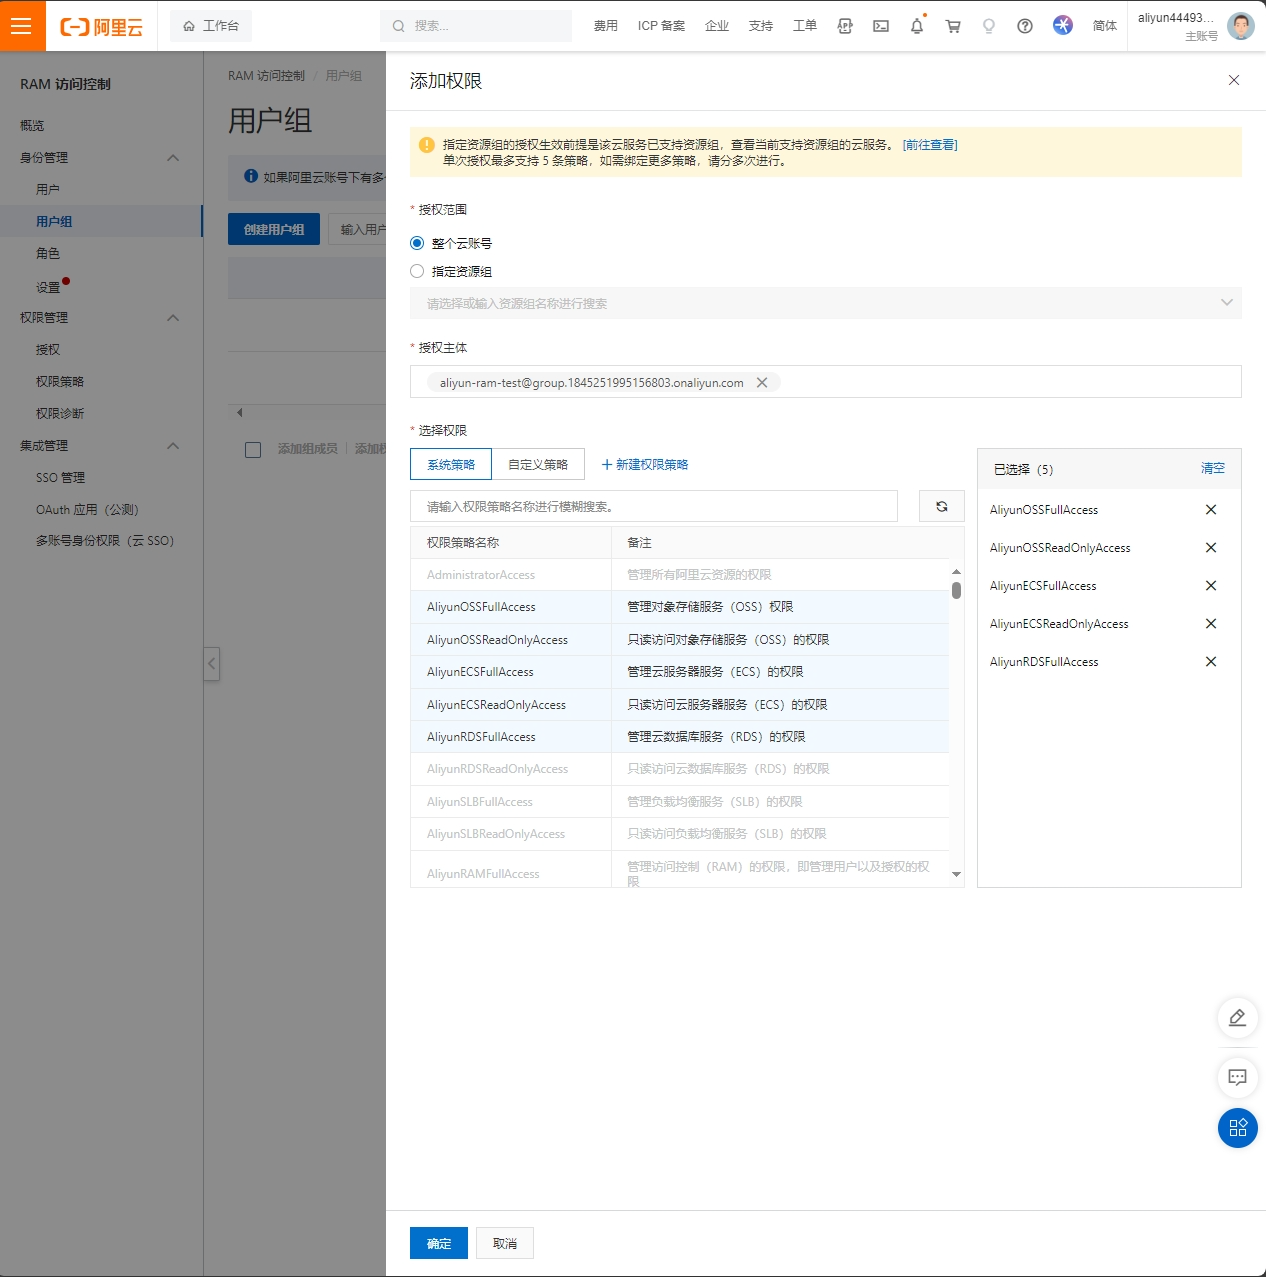 阿里云
工作台
搜索...
费用
ICP 备案
企业
支持
工单
简体
aliyun44493...
主账号
RAM 访问控制
概览
身份管理
用户
用户组
角色
设置
权限管理
授权
权限策略
权限诊断
集成管理
SSO 管理
OAuth 应用（公测）
多账号身份权限（云 SSO）
RAM 访问控制 / 用户组
用户组
如果阿里云账号下有多
创建用户组
输入用户
添加组成员
添加权
添加权限
指定资源组的授权生效前提是该云服务已支持资源组，查看当前支持资源组的云服务。 [前往查看]
单次授权最多支持 5 条策略，如需绑定更多策略，请分多次进行。
* 授权范围
整个云账号
指定资源组
请选择或输入资源组名称进行搜索
* 授权主体
aliyun-ram-test@group.1845251995156803.onaliyun.com
* 选择权限
系统策略
自定义策略
+ 新建权限策略
请输入权限策略名称进行模糊搜索。
权限策略名称 备注
AdministratorAccess 管理所有阿里云资源的权限
AliyunOSSFullAccess 管理对象存储服务（OSS）权限
AliyunOSSReadOnlyAccess 只读访问对象存储服务（OSS）的权限
AliyunECSFullAccess 管理云服务器服务（ECS）的权限
AliyunECSReadOnlyAccess 只读访问云服务器服务（ECS）的权限
AliyunRDSFullAccess 管理云数据库服务（RDS）的权限
AliyunRDSReadOnlyAccess 只读访问云数据库服务（RDS）的权限
AliyunSLBFullAccess 管理负载均衡服务（SLB）的权限
AliyunSLBReadOnlyAccess 只读访问负载均衡服务（SLB）的权限
AliyunRAMFullAccess 管理访问控制（RAM）的权限，即管理用户以及授权的权
限
已选择（5）
清空
AliyunOSSFullAccess
AliyunOSSReadOnlyAccess
AliyunECSFullAccess
AliyunECSReadOnlyAccess
AliyunRDSFullAccess
确定
取消